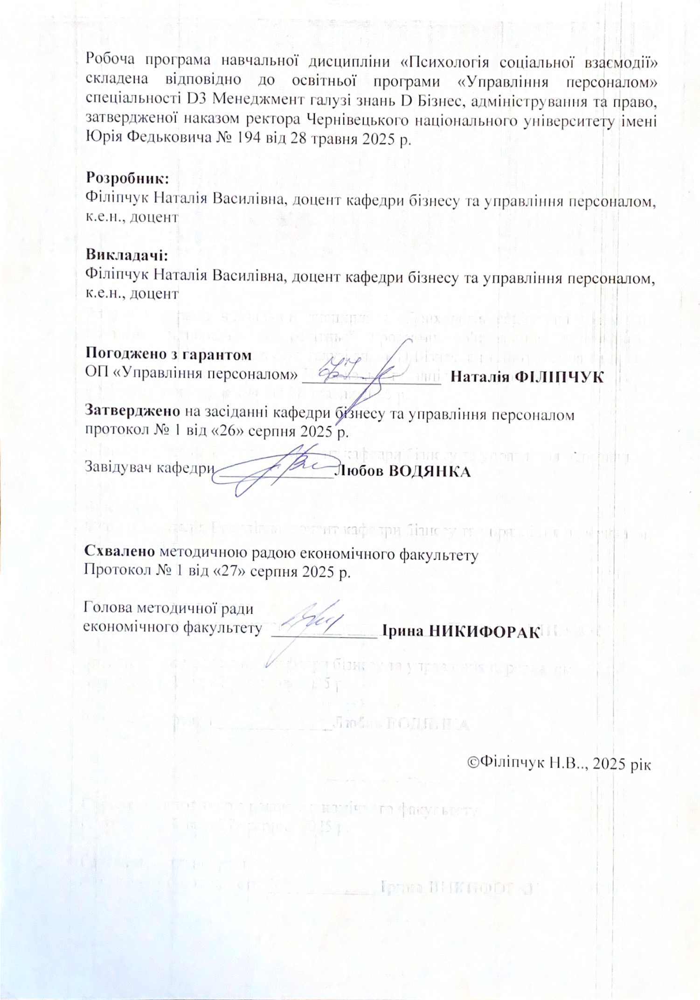 Робоча програма навчальної дисципліни «Психологія соціальної взаємодії»
складена відповідно до освітньої програми «Управління персоналом»
спеціальності D3 Менеджмент галузі знань D Бізнес, адміністрування та право,
затвердженої наказом ректора Чернівецького національного університету імені
Юрія Федьковича № 194 від 28 травня 2025 р.
Розробник:
Філіпчук Наталія Василівна, доцент кафедри бізнесу та управління персоналом,
к.е.н., доцент
Викладачі:
Філіпчук Наталія Василівна, доцент кафедри бізнесу та управління персоналом,
к.е.н., доцент
Погоджено з гарантом
ОП «Управління персоналом» Наталія ФІЛІПЧУК
Затверджено на засіданні кафедри бізнесу та управління персоналом
протокол № 1 від «26» серпня 2025 р.
Завідувач кафедри Любов ВОДЯНКА
Схвалено методичною радою економічного факультету
Протокол № 1 від «27» серпня 2025 р.
Голова методичної ради
економічного факультету Ірина НИКИФОРАК
©Філіпчук Н.В.., 2025 рік